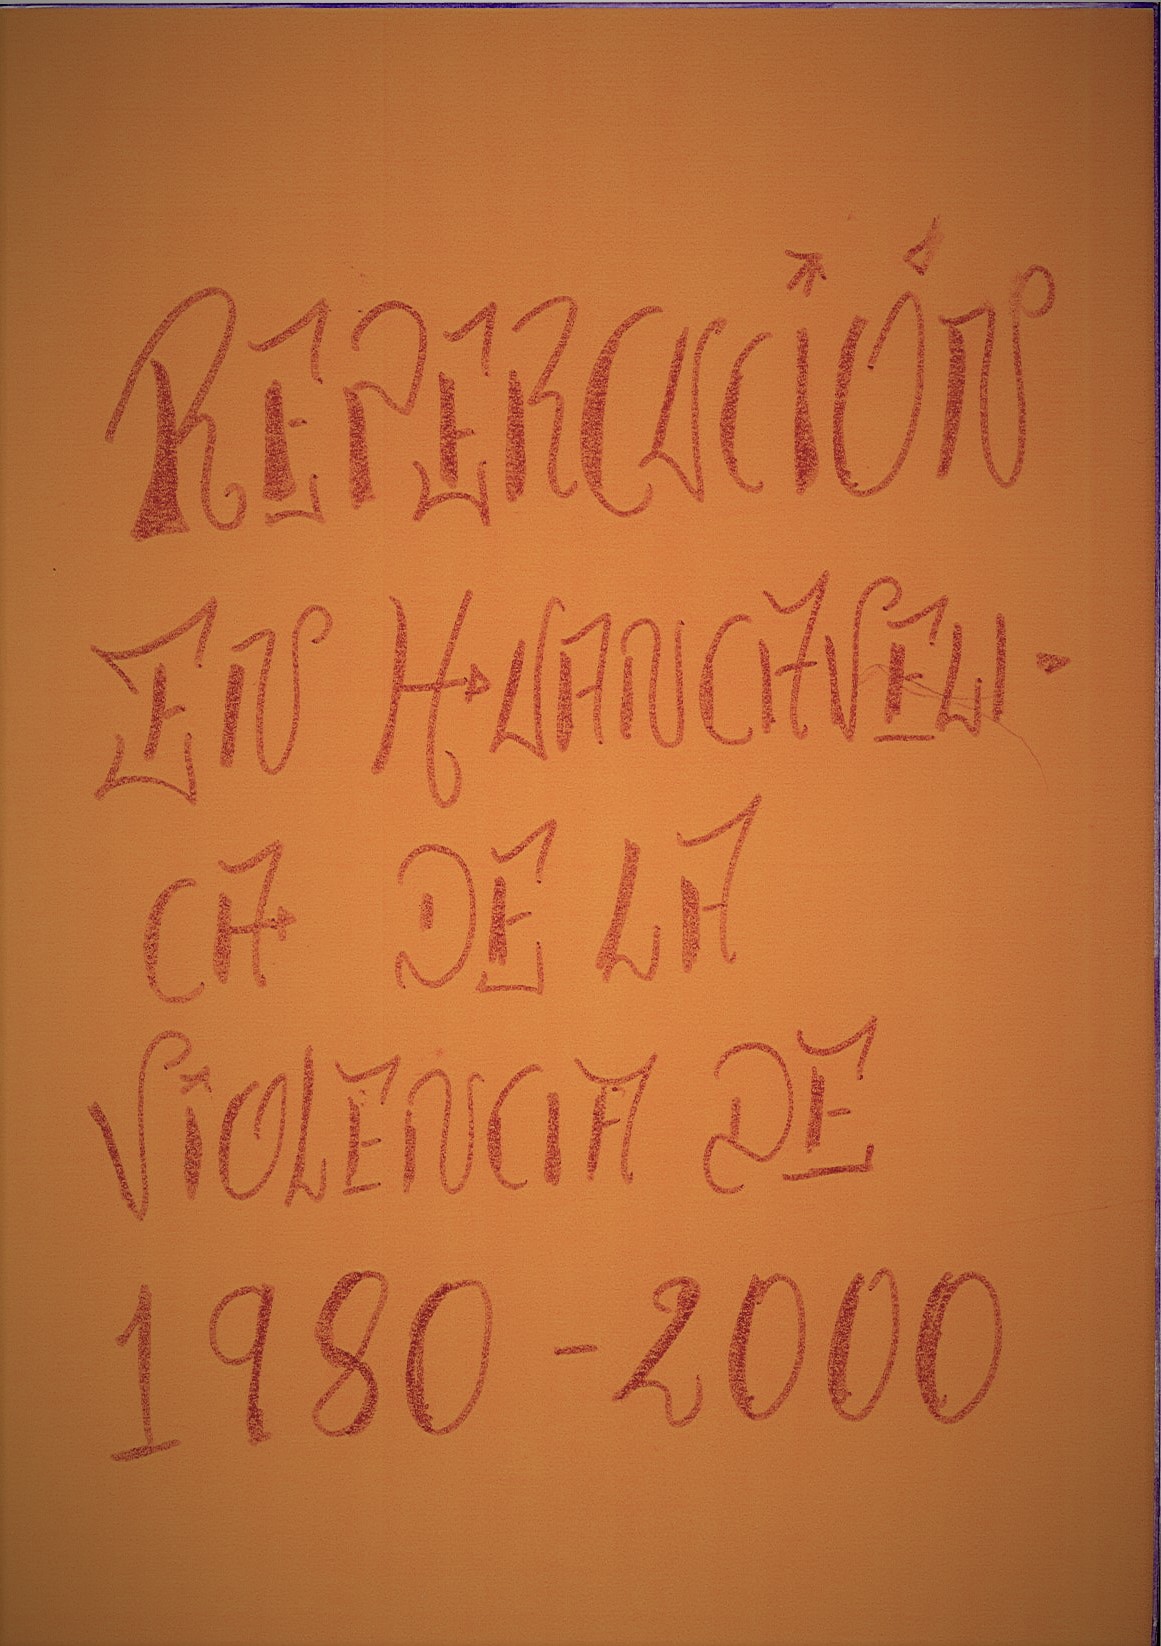 REPERCUCIÓN
EN HUANCAVELI-
CA DE LA
VIOLENCIA DE
1980 - 2000